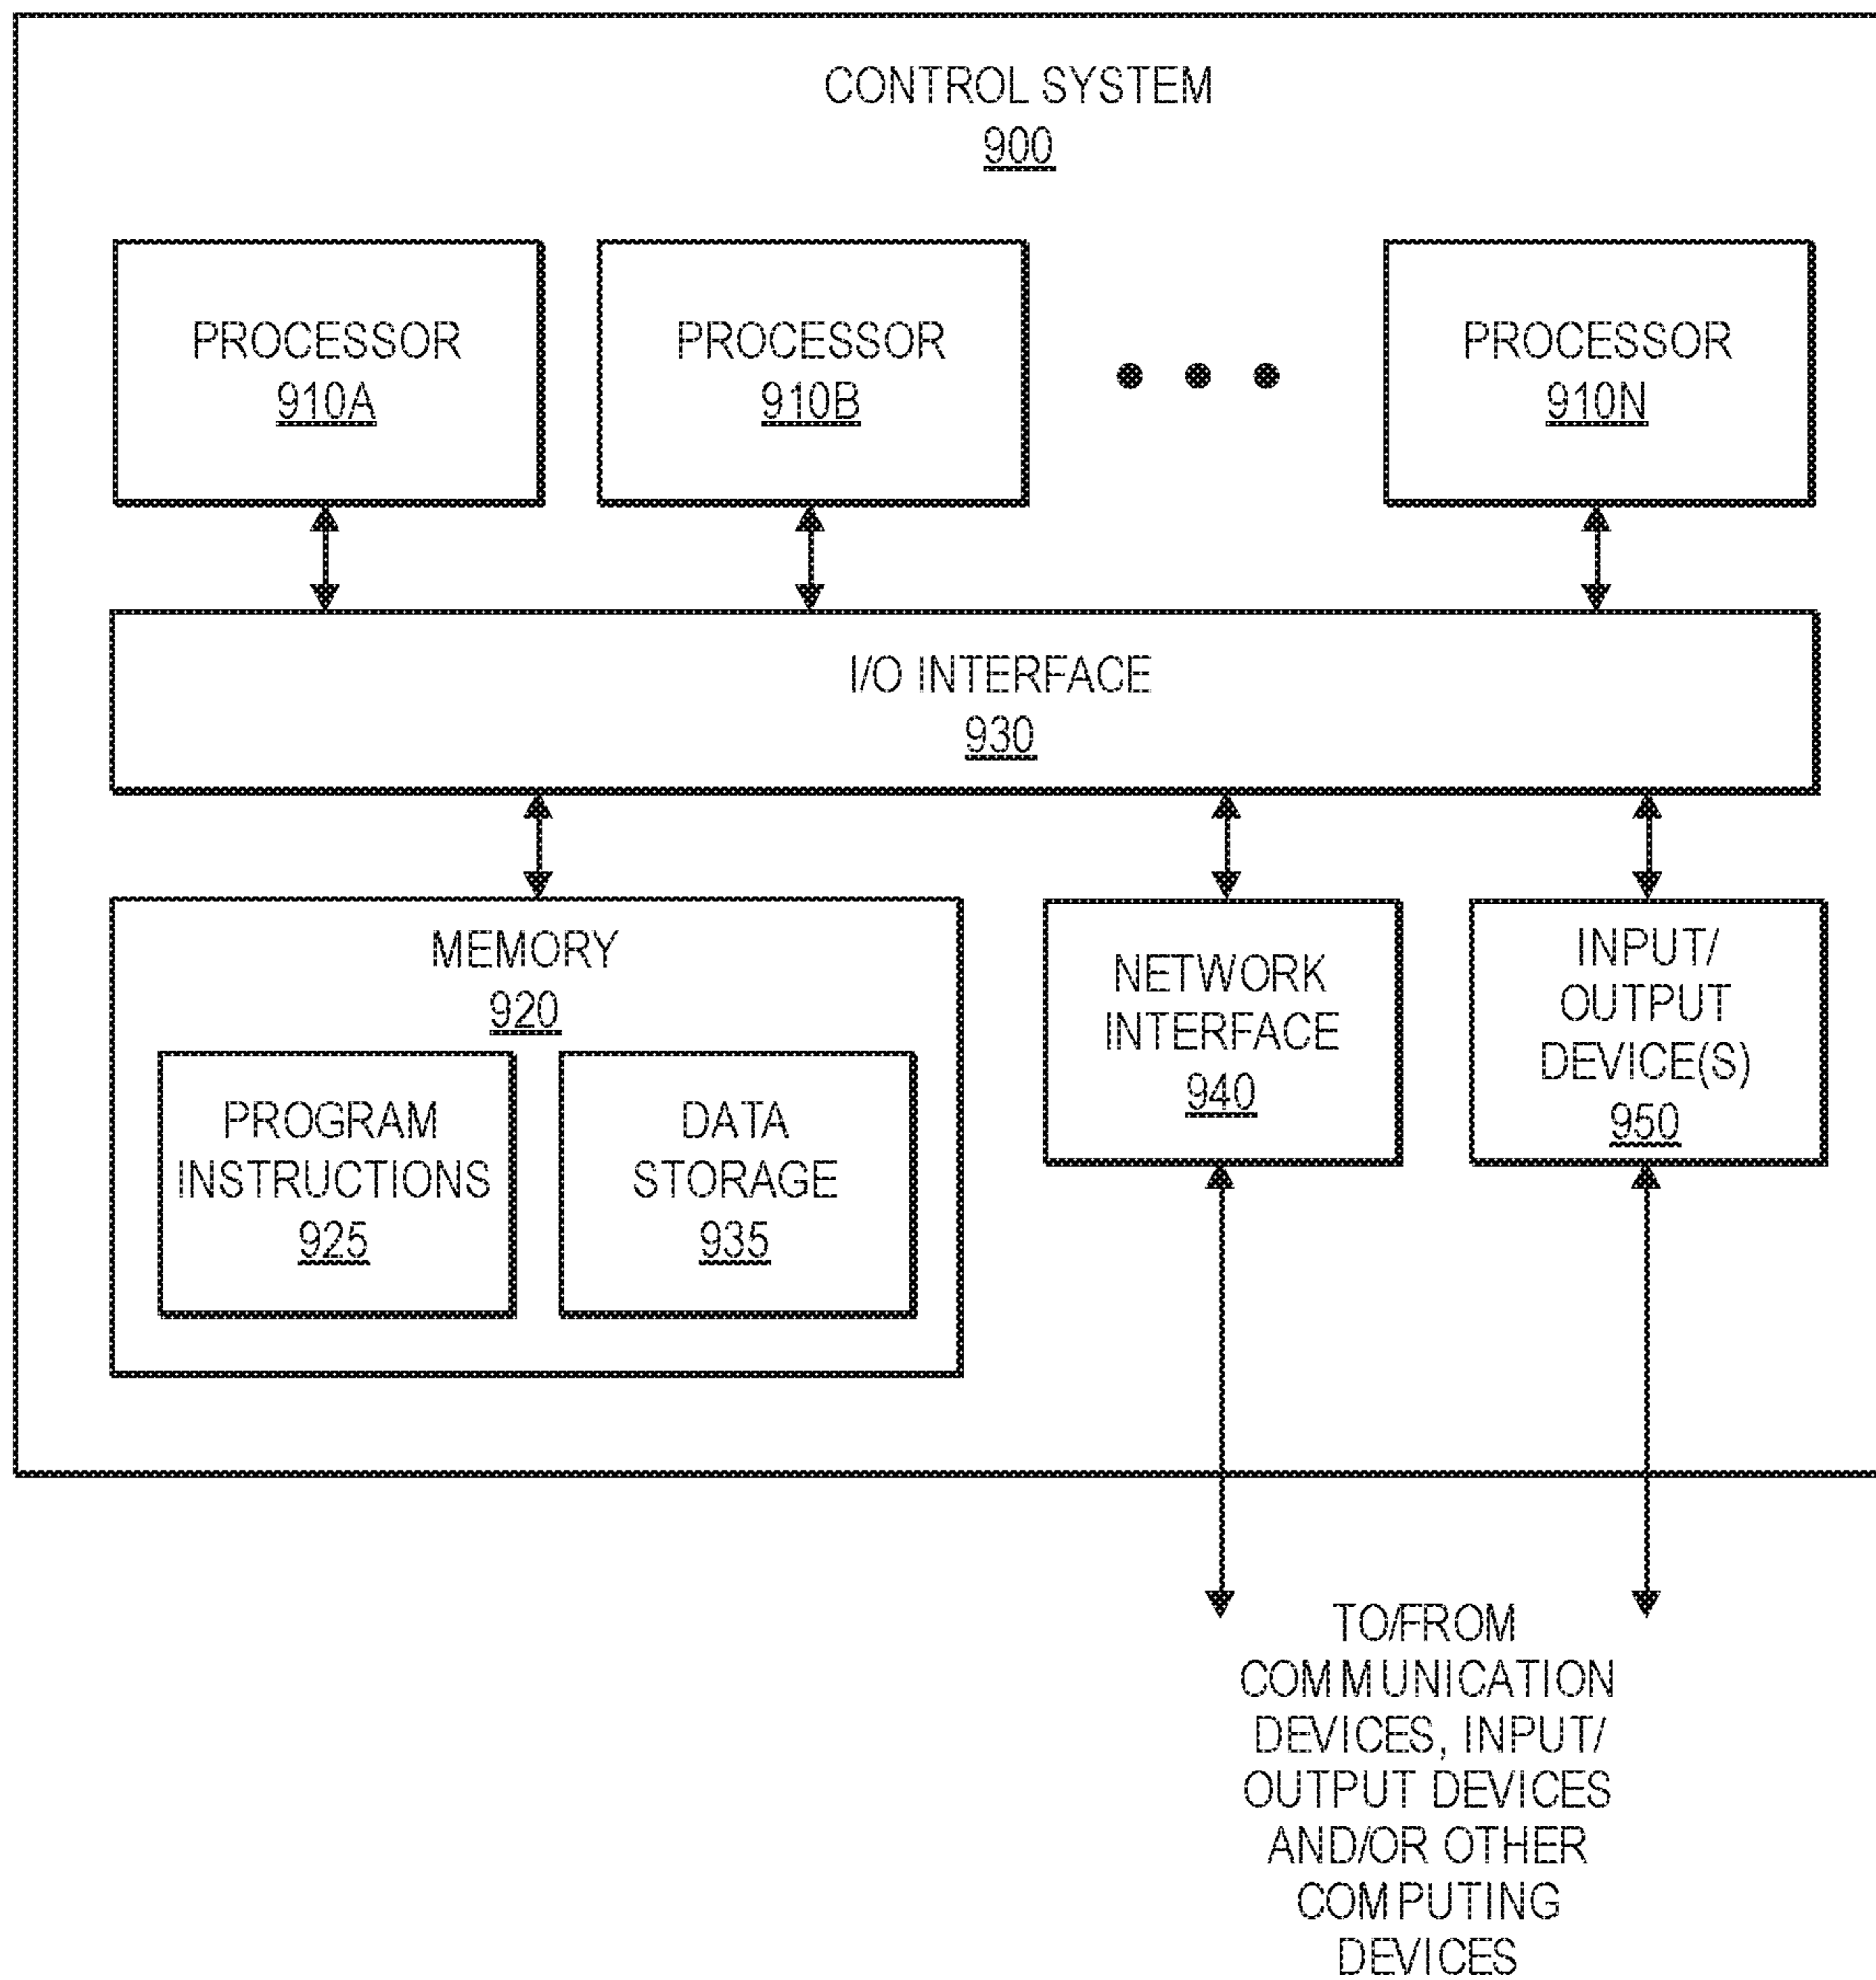 CONTROL SYSTEM
900
PROCESSOR
910A
PROCESSOR
910B
PROCESSOR
910N
I/O INTERFACE
930
MEMORY
920
PROGRAM
INSTRUCTIONS
925
DATA
STORAGE
935
NETWORK
INTERFACE
940
INPUT/
OUTPUT
DEVICE(S)
950
TO/FROM
COMMUNICATION
DEVICES, INPUT/
OUTPUT DEVICES
AND/OR OTHER
COMPUTING
DEVICES